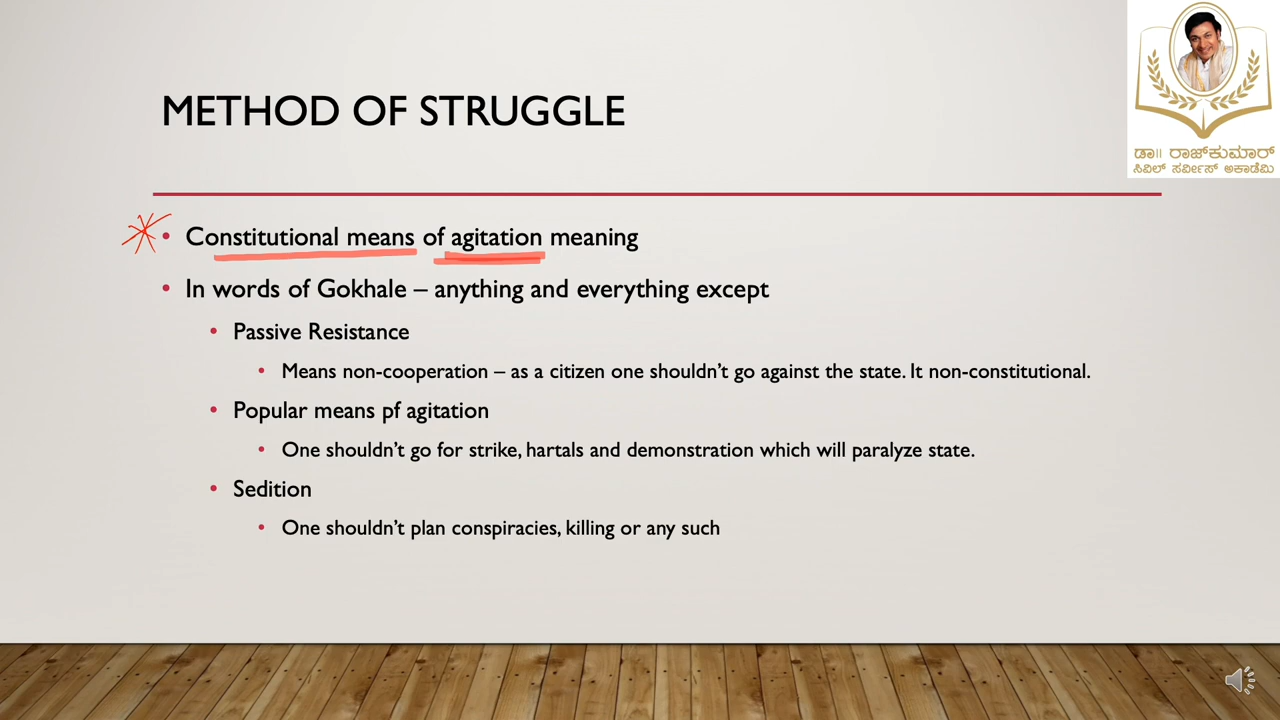 METHOD OF STRUGGLE
ಡಾ|| ರಾಜ್‌ಕುಮಾರ್
ಸಿವಿಲ್ ಸರ್ವೀಸ್ ಅಕಾಡೆಮಿ
• Constitutional means of agitation meaning
• In words of Gokhale – anything and everything except
• Passive Resistance
• Means non-cooperation – as a citizen one shouldn’t go against the state. It non-constitutional.
• Popular means pf agitation
• One shouldn’t go for strike, hartals and demonstration which will paralyze state.
• Sedition
• One shouldn’t plan conspiracies, killing or any such